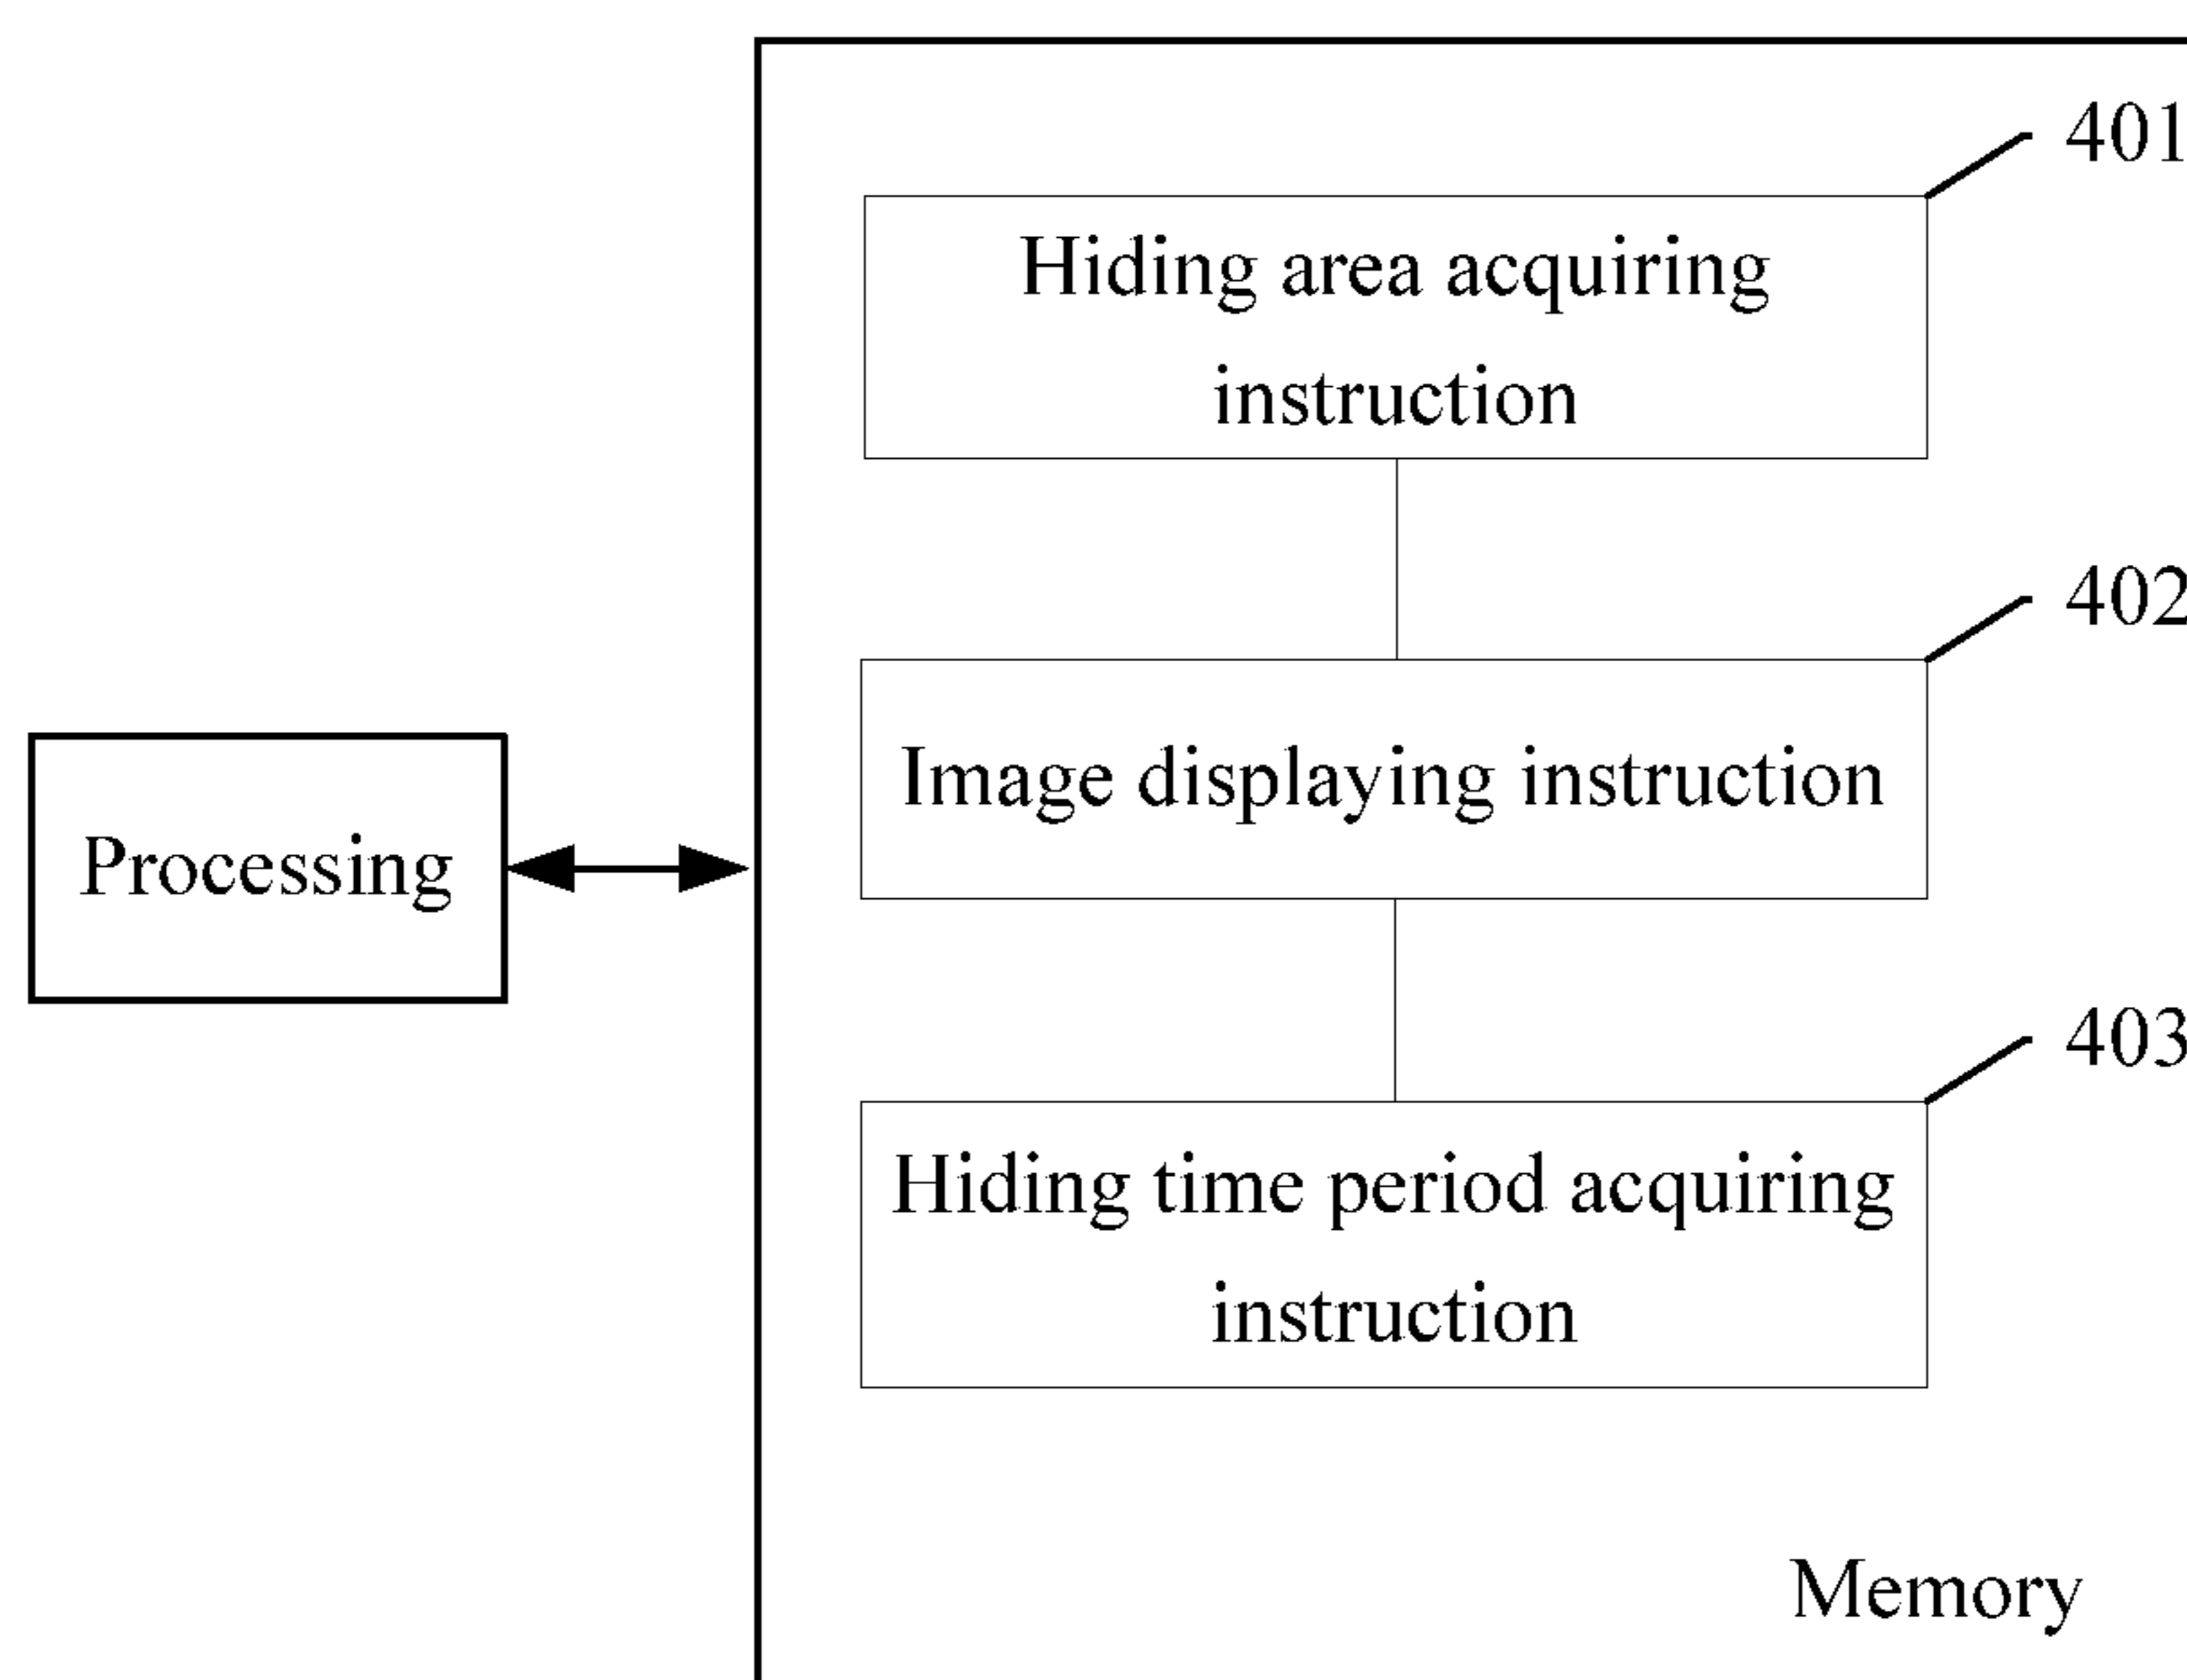 401
Hiding area acquiring
instruction
402
Image displaying instruction
Processing
403
Hiding time period acquiring
instruction
Memory